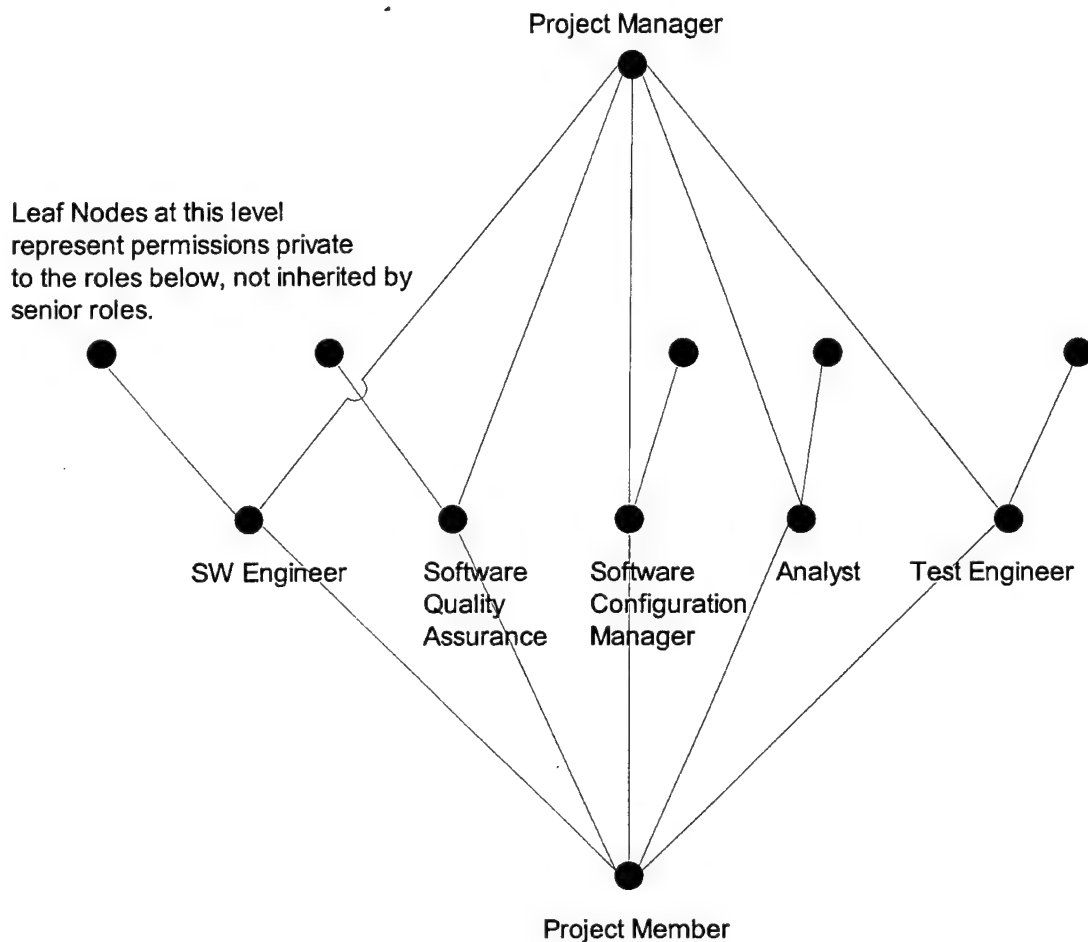 Project Manager
Leaf Nodes at this level
represent permissions private
to the roles below, not inherited by
senior roles.
SW Engineer
Software
Quality
Assurance
Software
Configuration
Manager
Analyst
Test Engineer
Project Member